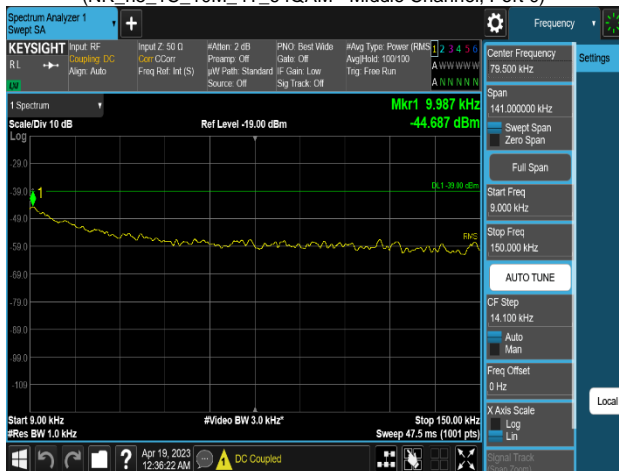 Spectrum Analyzer 1
Swept SA
+
Frequency
KEYSIGHT
Input: RF
Coupling: DC
Align: Auto
Input Z: 50 Ω
Corr CCorr
Freq Ref: Int (S)
#Atten: 2 dB
Preamp: Off
µW Path: Standard
Source: Off
PNO: Best Wide
Gate: Off
IF Gain: Low
Sig Track: Off
#Avg Type: Power (RMS
Avg|Hold: 100/100
Trig: Free Run
1 2 3 4 5 6
A W W W W W
A N N N N N
RL
1 Spectrum
Scale/Div 10 dB
Ref Level -19.00 dBm
Mkr1 9.987 kHz
-44.687 dBm
Log
-29.0
-39.0
-49.0
-59.0
-69.0
-79.0
-89.0
-99.0
-109
1
DL1 -39.00 dBm
RMS
Start 9.00 kHz
#Res BW 1.0 kHz
#Video BW 3.0 kHz*
Stop 150.00 kHz
Sweep 47.5 ms (1001 pts)
Center Frequency
79.500 kHz
Settings
Span
141.000000 kHz
Swept Span
Zero Span
Full Span
Start Freq
9.000 kHz
Stop Freq
150.000 kHz
AUTO TUNE
CF Step
14.100 kHz
Auto
Man
Freq Offset
0 Hz
X Axis Scale
Log
Lin
Local
Signal Track
(Span Zoom)
?
Apr 19, 2023
12:36:22 AM
DC Coupled